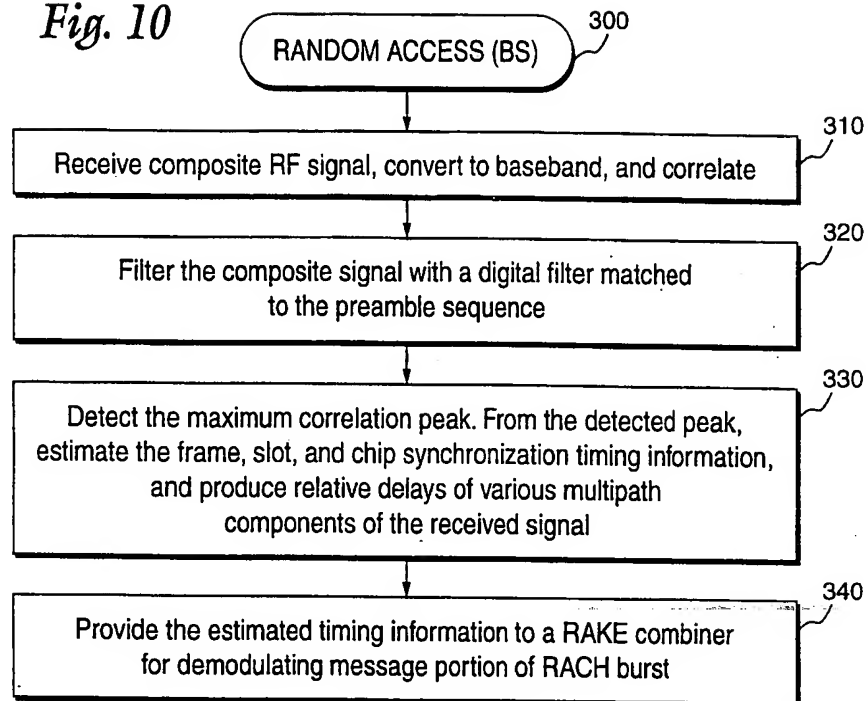 Fig. 10
RANDOM ACCESS (BS)
300
310
Receive composite RF signal, convert to baseband, and correlate
320
Filter the composite signal with a digital filter matched
to the preamble sequence
330
Detect the maximum correlation peak. From the detected peak,
estimate the frame, slot, and chip synchronization timing information,
and produce relative delays of various multipath
components of the received signal
340
Provide the estimated timing information to a RAKE combiner
for demodulating message portion of RACH burst